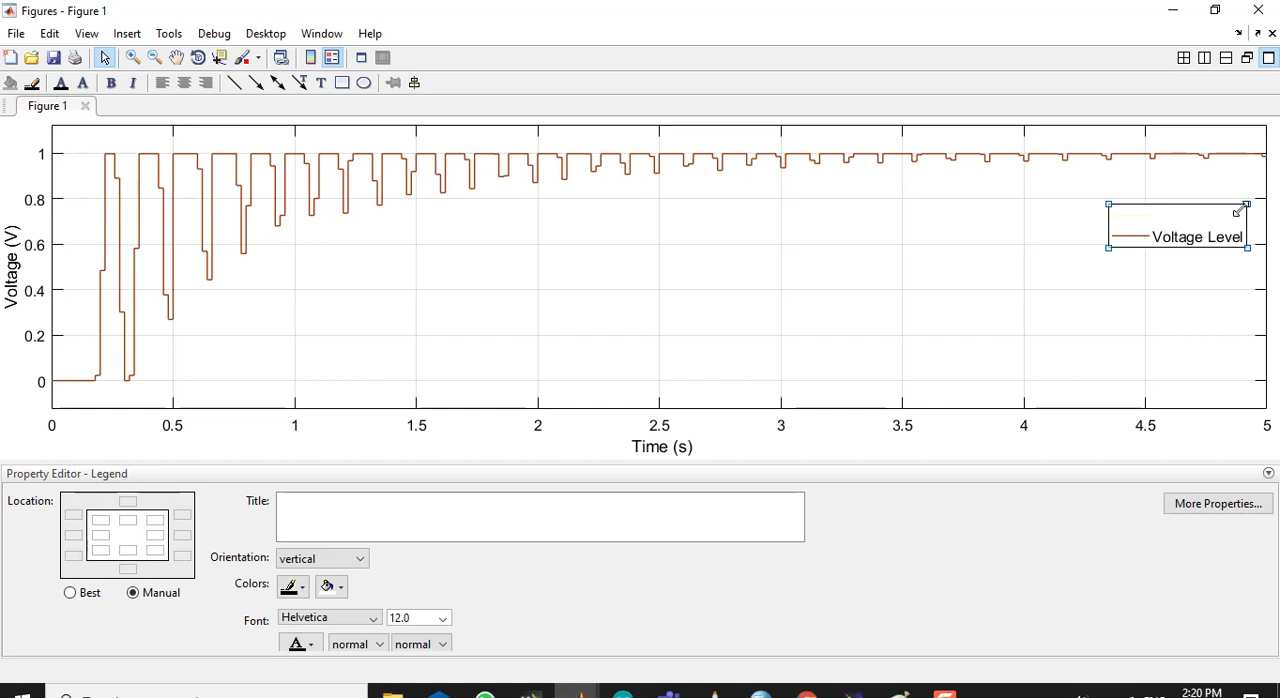 Figures - Figure 1
File Edit View Insert Tools Debug Desktop Window Help
B I T
Figure 1
1
0.8
0.6
0.4
0.2
0
Voltage (V)
Voltage Level
0 0.5 1 1.5 2 2.5 3 3.5 4 4.5 5
Time (s)
Property Editor - Legend
Location:
Best Manual
Title:
More Properties...
Orientation: vertical
Colors:
Font: Helvetica 12.0
A normal normal
2:20 PM